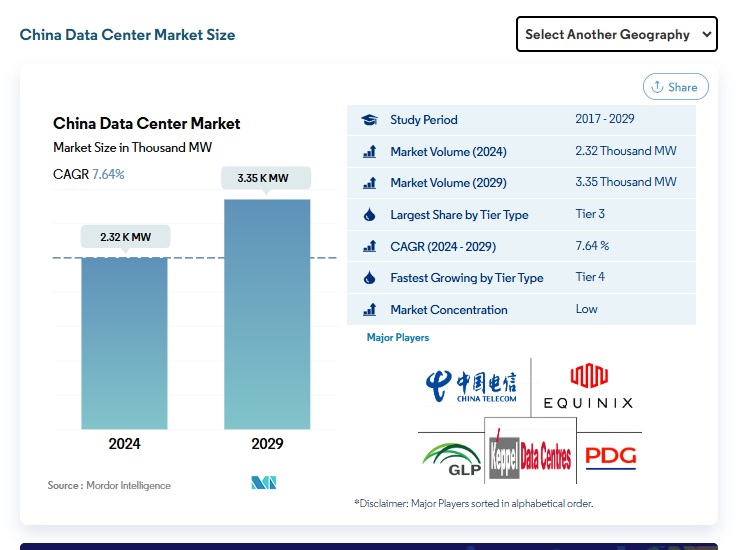 China Data Center Market Size
Select Another Geography
Share
China Data Center Market
Market Size in Thousand MW
CAGR 7.64%
3.35 K MW
2.32 K MW
2024
2029
Source : Mordor Intelligence
Study Period 2017 - 2029
Market Volume (2024) 2.32 Thousand MW
Market Volume (2029) 3.35 Thousand MW
Largest Share by Tier Type Tier 3
CAGR (2024 - 2029) 7.64 %
Fastest Growing by Tier Type Tier 4
Market Concentration Low
Major Players
中国电信
CHINA TELECOM
EQUINIX
GLP
Keppel Data Centres
PDG
*Disclaimer: Major Players sorted in alphabetical order.